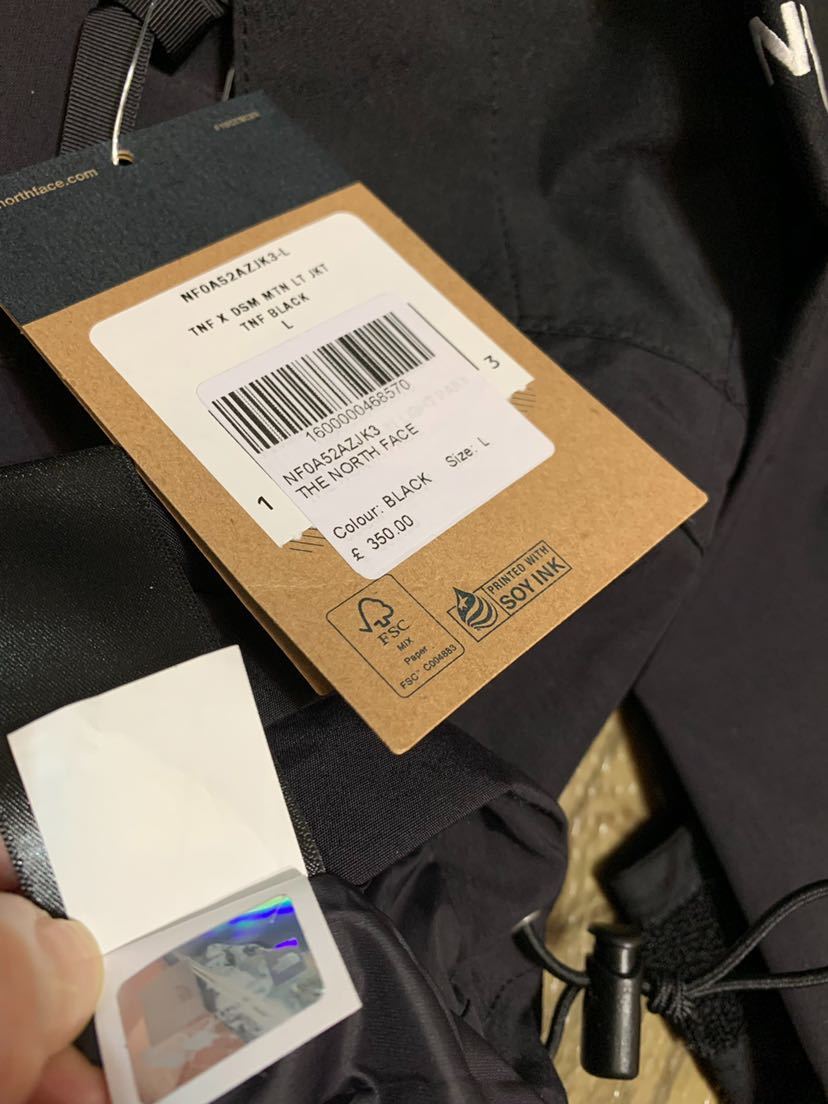 northface.com
NF0A52AZJK3-L
TNF X DSM MTN LT JKT
TNF BLACK
L
3
1600000468570
NF0A52AZJK3
THE NORTH FACE
1
Colour: BLACK Size: L
£ 350.00
FSC
MIX
Paper
FSC™ C004883
PRINTED WITH
SOY INK